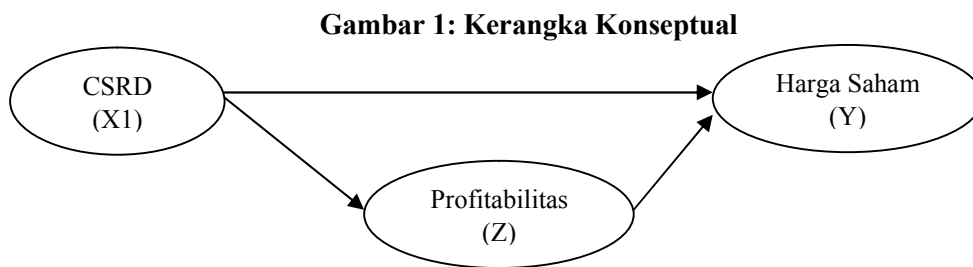 Gambar 1: Kerangka Konseptual
CSRD
(X1)
Harga Saham
(Y)
Profitabilitas
(Z)